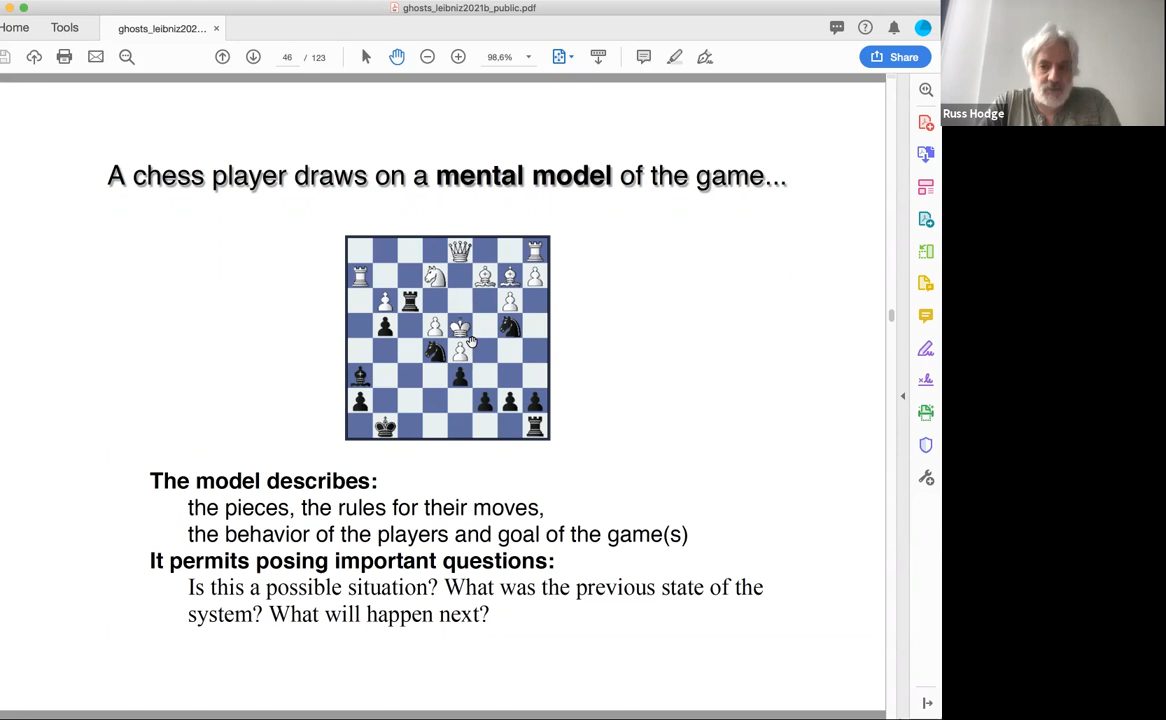 ghosts_leibniz2021b_public.pdf
Home
Tools
ghosts_leibniz202...
46 / 123
98,6%
Share
Russ Hodge
A chess player draws on a mental model of the game...
The model describes:
the pieces, the rules for their moves,
the behavior of the players and goal of the game(s)
It permits posing important questions:
Is this a possible situation? What was the previous state of the
system? What will happen next?